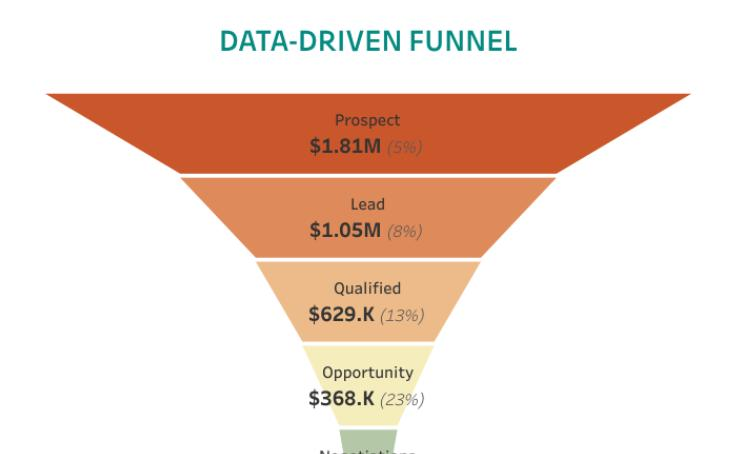 DATA-DRIVEN FUNNEL
Prospect
$1.81M (5%)
Lead
$1.05M (8%)
Qualified
$629.K (13%)
Opportunity
$368.K (23%)